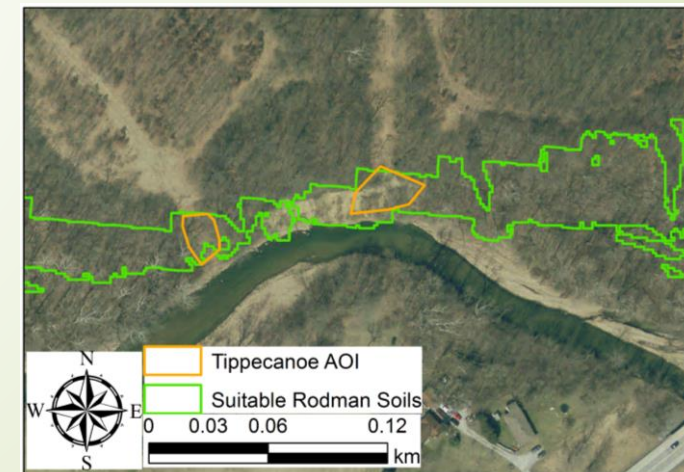 Tippecanoe AOI
Suitable Rodman Soils
N
W E
S
0 0.03 0.06 0.12
km